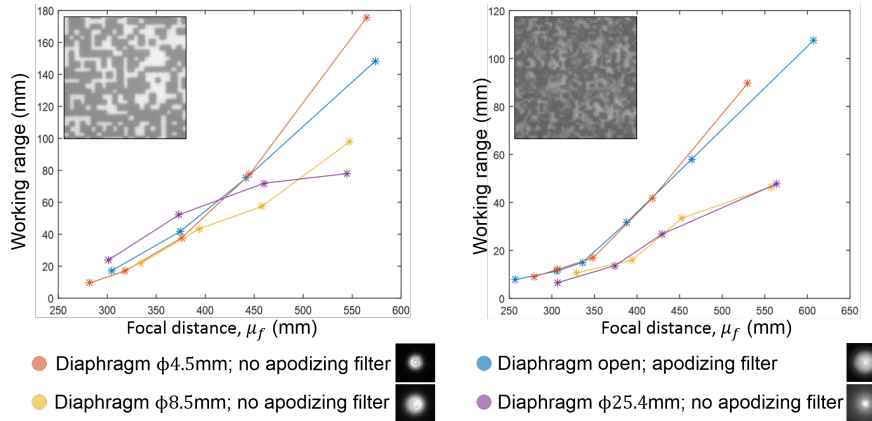 180
160
140
120
100
80
60
40
20
0
250 300 350 400 450 500 550 600
Working range (mm)
Focal distance, μ_f (mm)
120
100
80
60
40
20
0
250 300 350 400 450 500 550 600 650
Working range (mm)
Focal distance, μ_f (mm)
Diaphragm ϕ4.5mm; no apodizing filter
Diaphragm open; apodizing filter
Diaphragm ϕ8.5mm; no apodizing filter
Diaphragm ϕ25.4mm; no apodizing filter